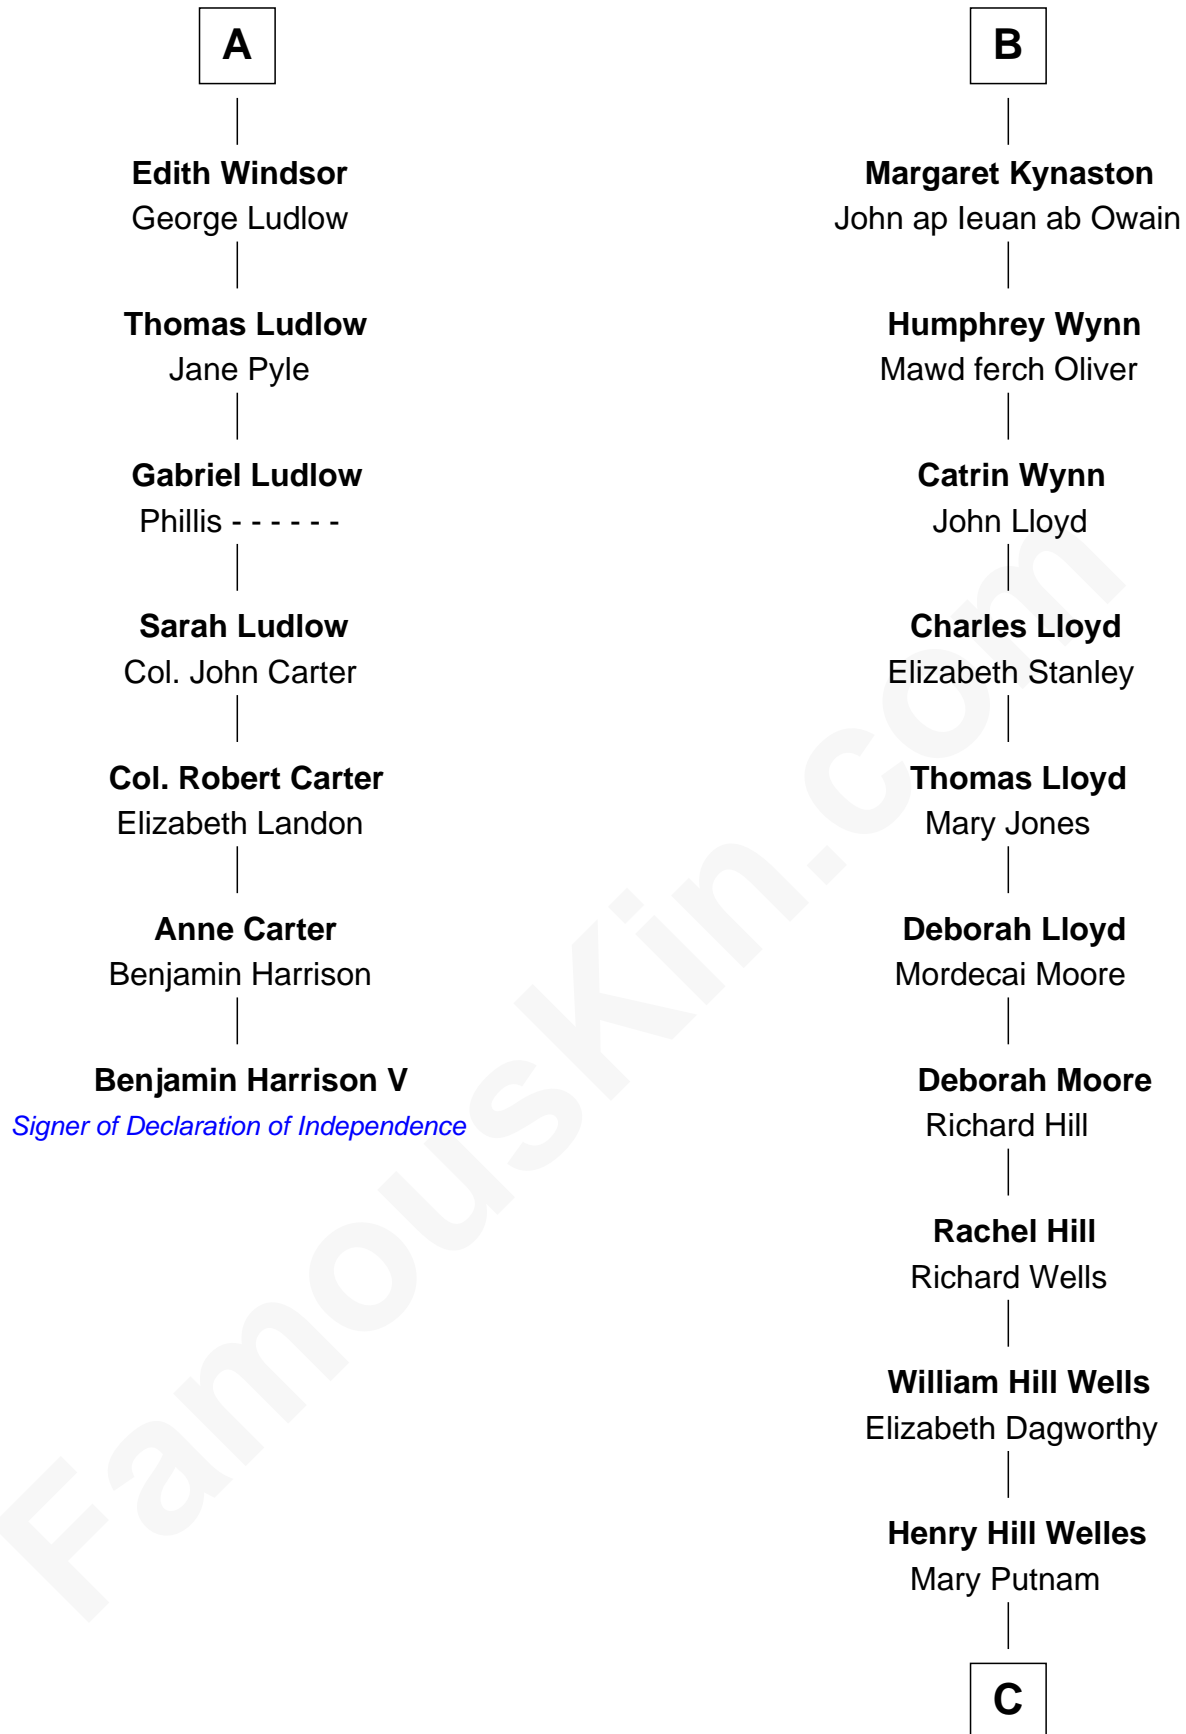 A
Edith Windsor
George Ludlow
Thomas Ludlow
Jane Pyle
Gabriel Ludlow
Phillis - - - - - -
Sarah Ludlow
Col. John Carter
Col. Robert Carter
Elizabeth Landon
Anne Carter
Benjamin Harrison
Benjamin Harrison V
Signer of Declaration of Independence
B
Margaret Kynaston
John ap Ieuan ab Owain
Humphrey Wynn
Mawd ferch Oliver
Catrin Wynn
John Lloyd
Charles Lloyd
Elizabeth Stanley
Thomas Lloyd
Mary Jones
Deborah Lloyd
Mordecai Moore
Deborah Moore
Richard Hill
Rachel Hill
Richard Wells
William Hill Wells
Elizabeth Dagworthy
Henry Hill Welles
Mary Putnam
C
FamousKin.com